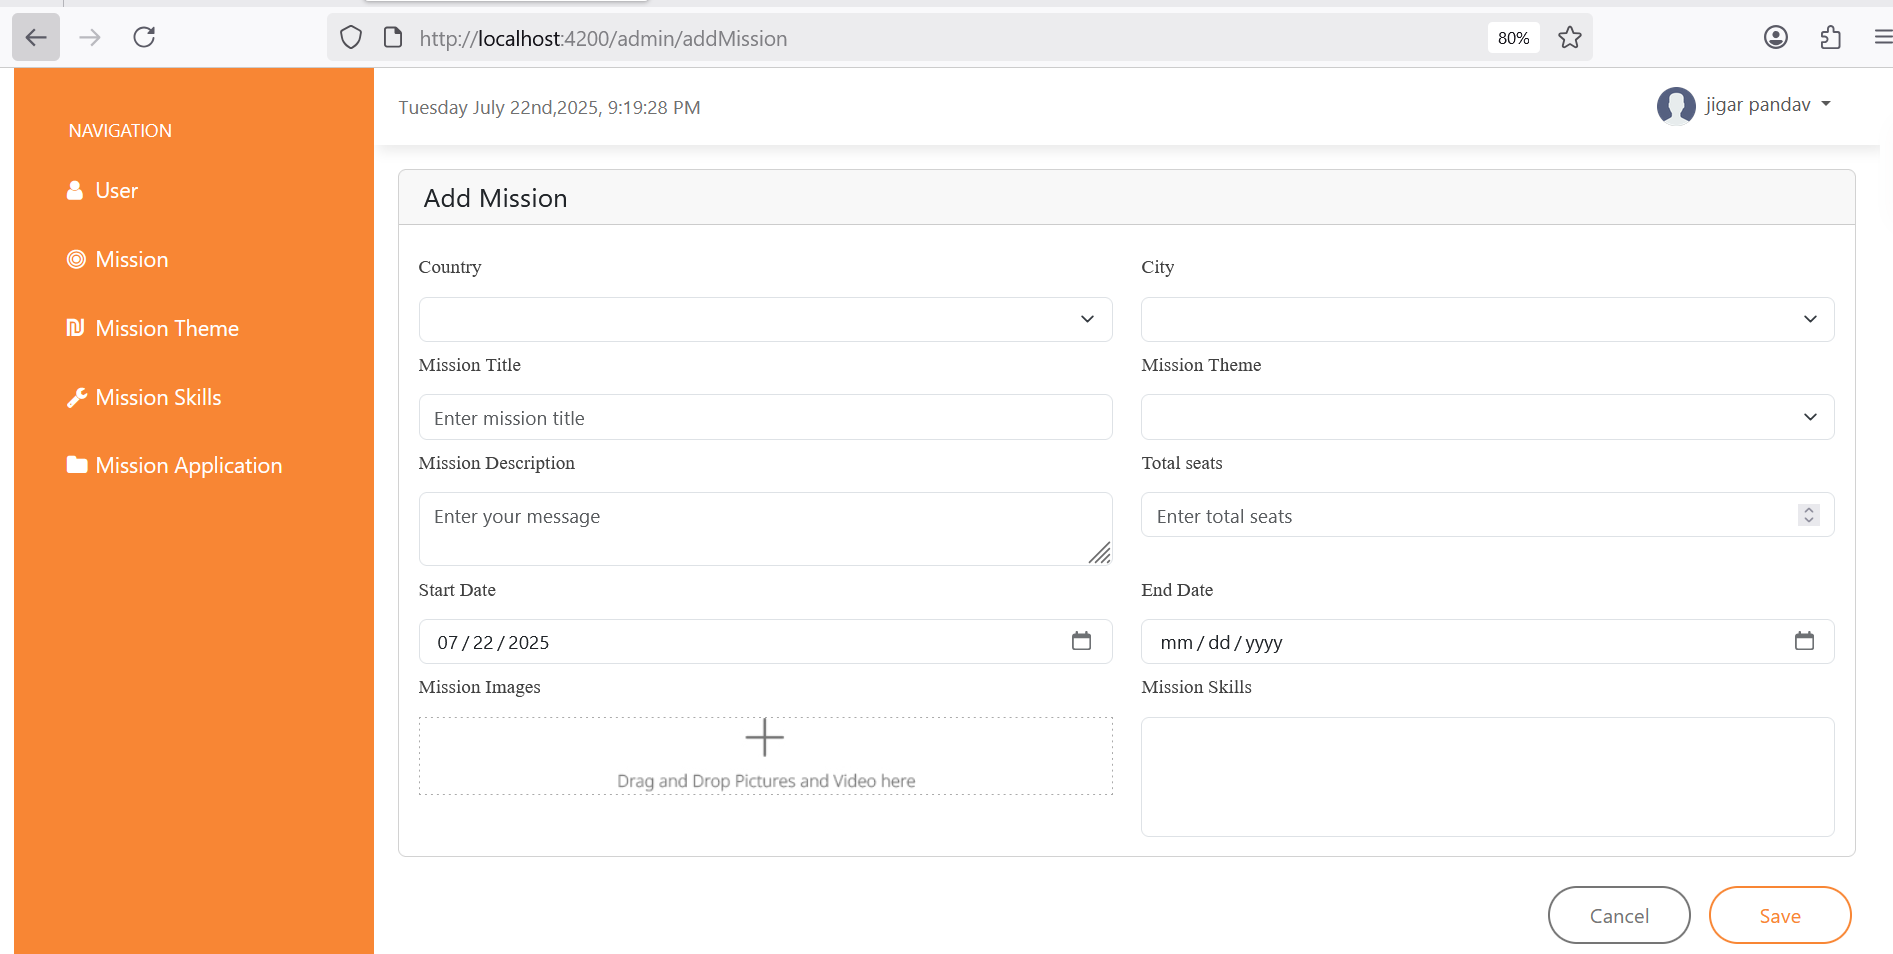 http://localhost:4200/admin/addMission
80%
NAVIGATION
User
Mission
Mission Theme
Mission Skills
Mission Application
Tuesday July 22nd,2025, 9:19:28 PM
jigar pandav
Add Mission
Country
City
Mission Title
Mission Theme
Enter mission title
Mission Description
Total seats
Enter your message
Enter total seats
Start Date
End Date
07/22/2025
mm/dd/yyyy
Mission Images
Mission Skills
Drag and Drop Pictures and Video here
Cancel
Save